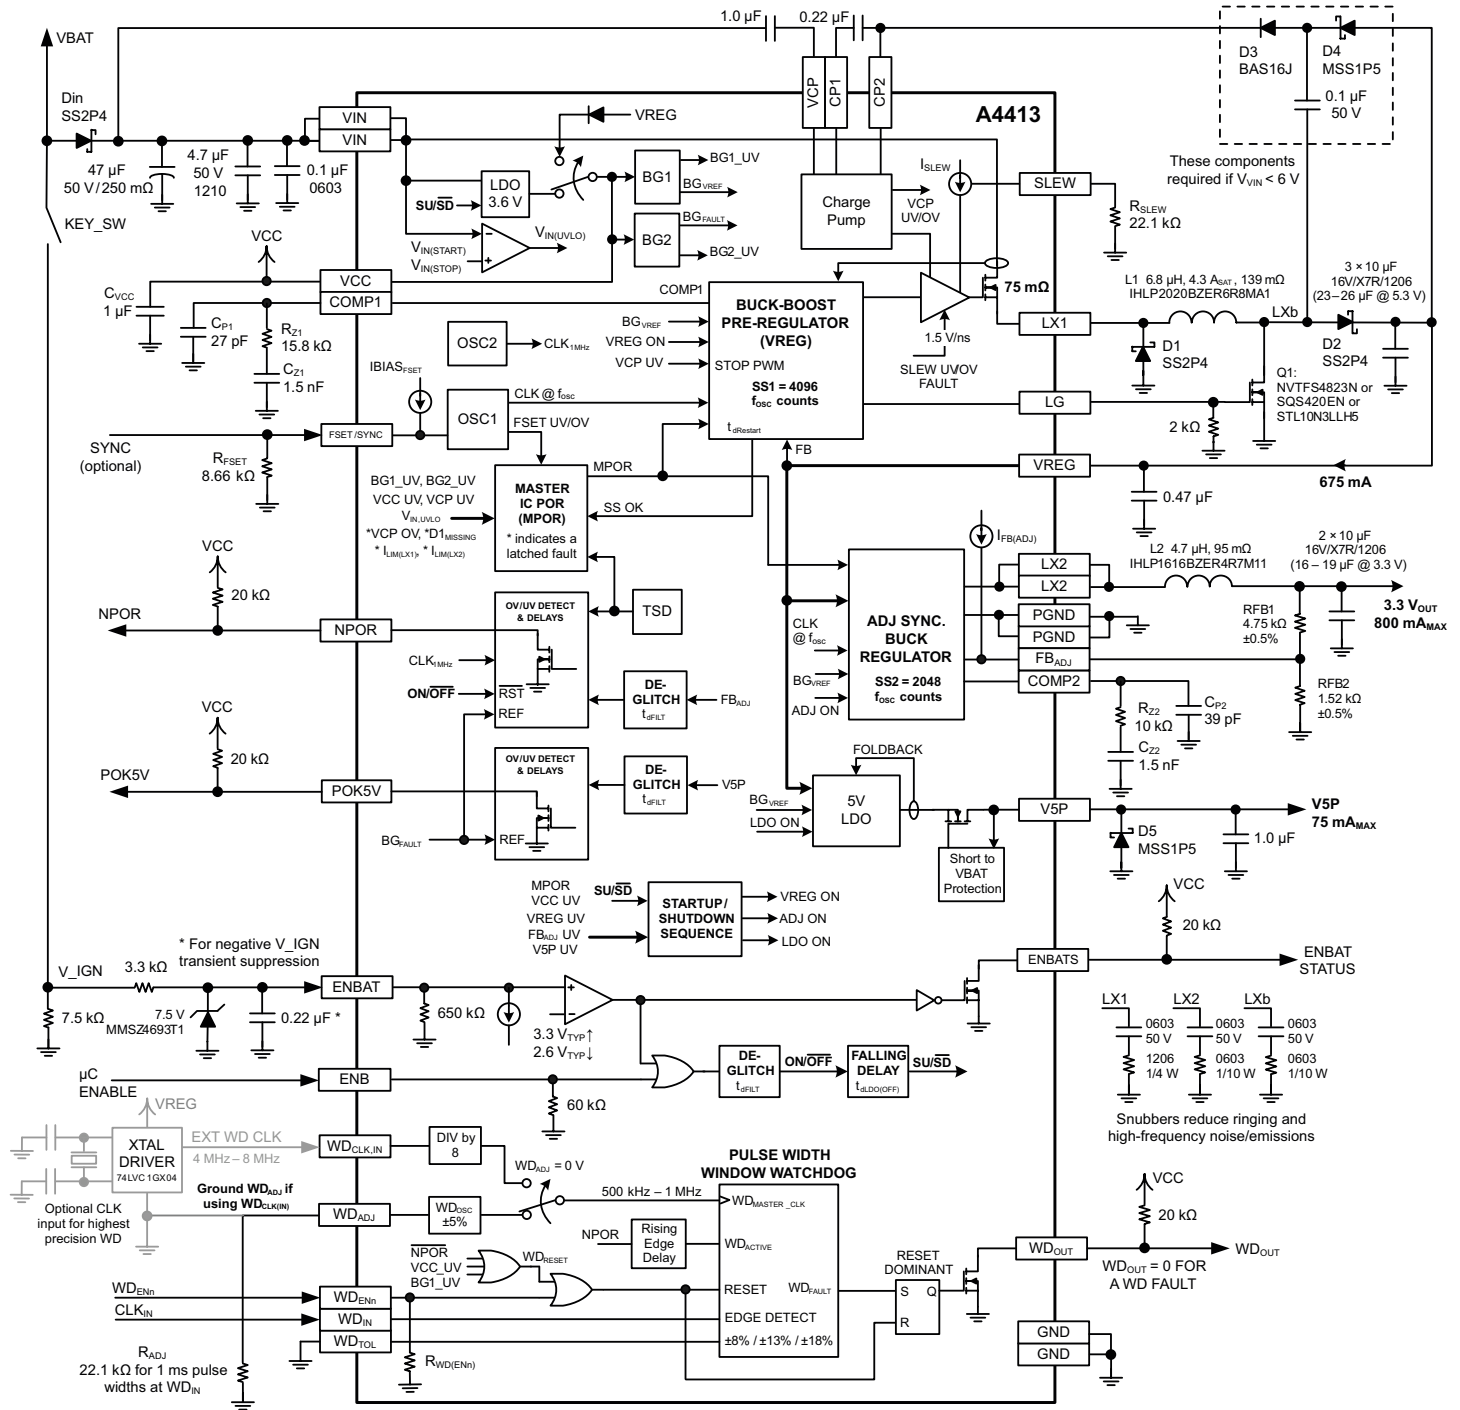 1.0 µF
0.22 µF
VBAT
Din
SS2P4
47 µF
50 V / 250 mΩ
4.7 µF
50 V
1210
0.1 µF
0603
KEY_SW
VIN
VIN
VCP
CP1
CP2
A4413
D3
BAS16J
D4
MSS1P5
0.1 µF
50 V
These components
required if VVIN < 6 V
VREG
LDO
3.6 V
SU/SD
BG1
BG1_UV
BGVREF
BG2
BGFAULT
BG2_UV
VIN(START)
VIN(STOP)
VIN(UVLO)
Charge
Pump
VCP
UV/OV
ISLEW
SLEW
RSLEW
22.1 kΩ
VCC
VCC
COMP1
CVCC
1 µF
CP1
27 pF
RZ1
15.8 kΩ
CZ1
1.5 nF
COMP1
BUCK-BOOST
PRE-REGULATOR
(VREG)
BGVREF
VREG ON
VCP UV
STOP PWM
SS1 = 4096
fOSC counts
tdRestart
75 mΩ
1.5 V/ns
SLEW UV/OV
FAULT
LX1
L1 6.8 µH, 4.3 ASAT, 139 mΩ
IHLP2020BZER6R8MA1
LXb
3 × 10 µF
16V/X7R/1206
(23–26 µF @ 5.3 V)
D1
SS2P4
D2
SS2P4
Q1:
NVTFS4823N or
SQS420EN or
STL10N3LLH5
LG
2 kΩ
OSC2
CLK1MHz
IBIASFSET
OSC1
CLK @ fosc
FSET UV/OV
SYNC
(optional)
FSET/SYNC
RFSET
8.66 kΩ
FB
VREG
675 mA
0.47 µF
BG1_UV, BG2_UV
VCC UV, VCP UV
VIN,UVLO
*VCP OV, *D1MISSING
* ILIM(LX1), * ILIM(LX2)
MASTER
IC POR
(MPOR)
* indicates a
latched fault
MPOR
SS OK
IFB(ADJ)
VCC
20 kΩ
NPOR
NPOR
OV/UV DETECT
& DELAYS
TSD
CLK1MHz
ON/OFF
RST
REF
DE-
GLITCH
tdFILT
FBADJ
CLK
@ fosc
BGVREF
ADJ ON
ADJ SYNC.
BUCK
REGULATOR
SS2 = 2048
fOSC counts
LX2
LX2
PGND
PGND
FBADJ
COMP2
L2 4.7 µH, 95 mΩ
IHLP1616BZER4R7M11
2 × 10 µF
16V/X7R/1206
(16 – 19 µF @ 3.3 V)
RFB1
4.75 kΩ
±0.5%
3.3 VOUT
800 mAMAX
RFB2
1.52 kΩ
±0.5%
RZ2
10 kΩ
CP2
39 pF
CZ2
1.5 nF
VCC
20 kΩ
POK5V
POK5V
OV/UV DETECT
& DELAYS
DE-
GLITCH
tdFILT
V5P
BGFAULT
REF
FOLDBACK
BGVREF
LDO ON
5V
LDO
V5P
Short to
VBAT
Protection
D5
MSS1P5
1.0 µF
V5P
75 mAMAX
MPOR
VCC UV
VREG UV
FBADJ UV
V5P UV
SU/SD
STARTUP/
SHUTDOWN
SEQUENCE
VREG ON
ADJ ON
LDO ON
VCC
20 kΩ
ENBATS
ENBAT
STATUS
* For negative V_IGN
transient suppression
V_IGN
3.3 kΩ
7.5 kΩ
7.5 V
MMSZ4693T1
0.22 µF *
ENBAT
650 kΩ
3.3 VTYP↑
2.6 VTYP↓
LX1
LX2
LXb
0603
50 V
0603
50 V
0603
50 V
1206
1/4 W
0603
1/10 W
0603
1/10 W
Snubbers reduce ringing and
high-frequency noise/emissions
µC
ENABLE
ENB
60 kΩ
DE-
GLITCH
tdFILT
ON/OFF
FALLING
DELAY
tdLDO(OFF)
SU/SD
VREG
XTAL
DRIVER
74LVC1GX04
EXT WD CLK
4 MHz – 8 MHz
WDCLK,IN
DIV by
8
WDADJ = 0 V
Optional CLK
input for highest
precision WD
Ground WDADJ if
using WDCLK(IN)
WDADJ
WDOSC
±5%
500 kHz – 1 MHz
PULSE WIDTH
WINDOW WATCHDOG
WDMASTER_CLK
NPOR
Rising
Edge
Delay
WDACTIVE
NPOR
VCC_UV
BG1_UV
WDRESET
RESET
WDFAULT
EDGE DETECT
±8% / ±13% / ±18%
RESET
DOMINANT
S
Q
R
VCC
20 kΩ
WDOUT
WDOUT
WDOUT = 0 FOR
A WD FAULT
WDENn
CLKIN
WDENn
WDIN
WDTOL
RWD(ENn)
RADJ
22.1 kΩ for 1 ms pulse
widths at WDIN
GND
GND